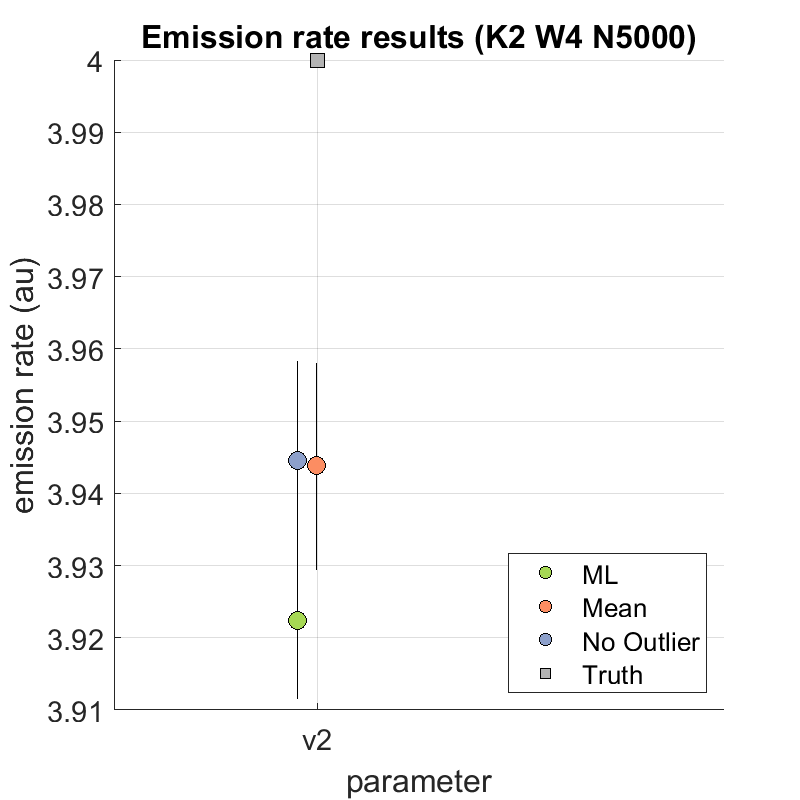 Emission rate results (K2 W4 N5000)
4
3.99
3.98
3.97
3.96
3.95
3.94
3.93
3.92
3.91
emission rate (au)
ML
Mean
No Outlier
Truth
v2
parameter